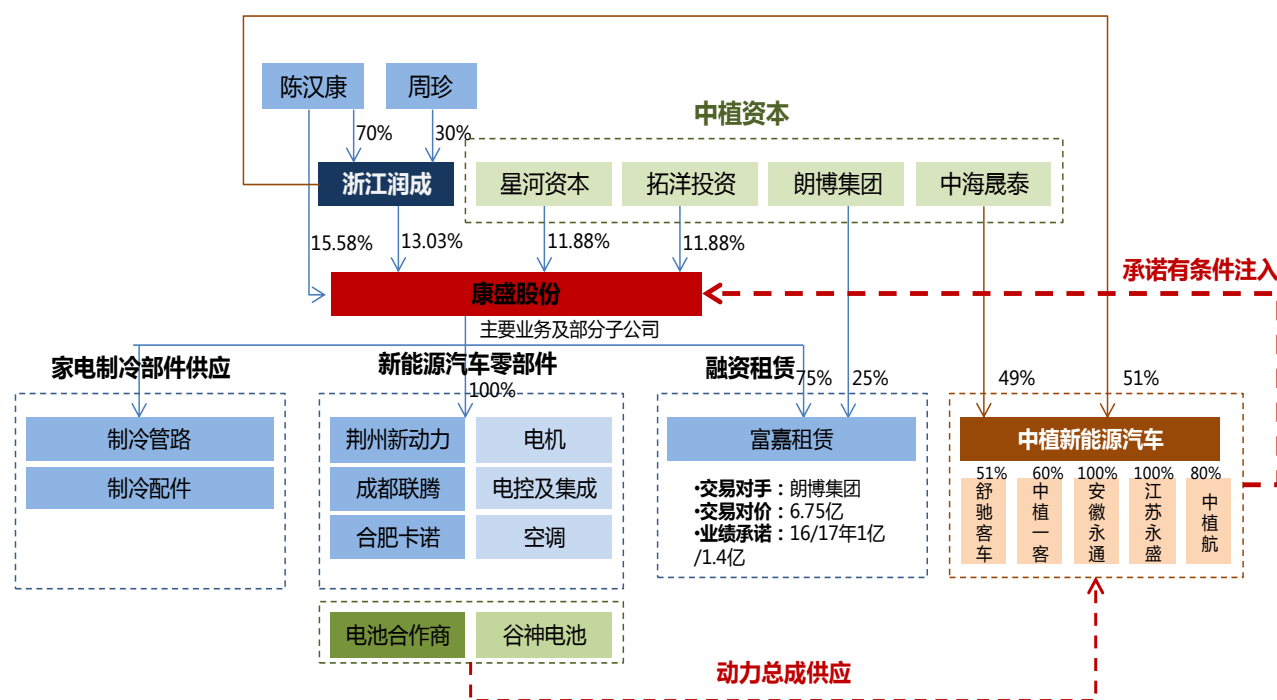 陈汉康
周珍
中植资本
70%
30%
浙江润成
星河资本
拓洋投资
朗博集团
中海晟泰
15.58%
13.03%
11.88%
11.88%
承诺有条件注入
康盛股份
主要业务及部分子公司
家电制冷部件供应
新能源汽车零部件
融资租赁
100%
75%
25%
49%
51%
制冷管路
制冷配件
荆州新动力
电机
成都联腾
电控及集成
合肥卡诺
空调
富嘉租赁
•交易对手：朗博集团
•交易对价：6.75亿
•业绩承诺：16/17年1亿
/1.4亿
中植新能源汽车
51%
60%
100%
100%
80%
舒驰客车
中植一客
安徽永通
江苏永盛
中植航
电池合作商
谷神电池
动力总成供应